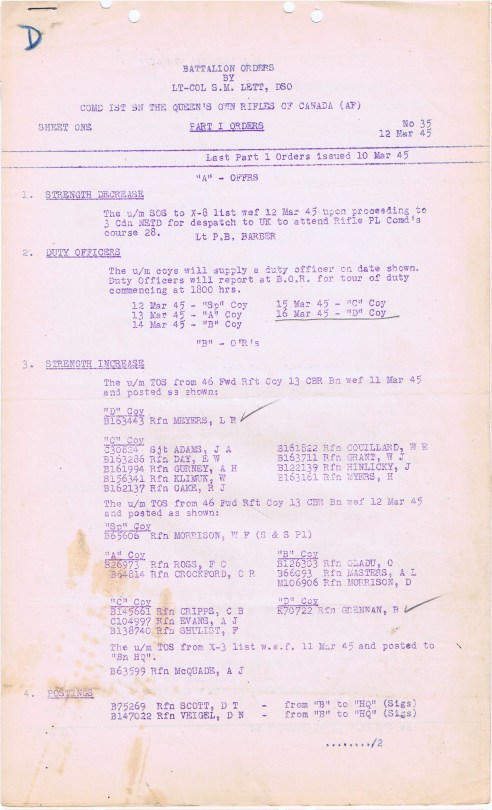 D
BATTALION ORDERS
BY
LT-COL S.M. LETT, DSO
COMD 1ST BN THE QUEEN'S OWN RIFLES OF CANADA (AF)
SHEET ONE PART I ORDERS No 35
12 Mar 45
Last Part 1 Orders issued 10 Mar 45
"A" - OFFRS
1. STRENGTH DECREASE
The u/m SOS to X-8 list wef 12 Mar 45 upon proceeding to
3 Cdn NETD for despatch to UK to attend Rifle PL Comd's
course 28. Lt P.B. BARBER
2. DUTY OFFICERS
The u/m coys will supply a duty officer on date shown.
Duty Officers will report at B.O.R. for tour of duty
commencing at 1800 hrs.
12 Mar 45 - "Sp" Coy 15 Mar 45 - "C" Coy
13 Mar 45 - "A" Coy 16 Mar 45 - "D" Coy
14 Mar 45 - "B" Coy
"B" - O'R's
3. STRENGTH INCREASE
The u/m TOS from 46 Fwd Rft Coy 13 CBR Bn wef 11 Mar 45
and posted as shown:
"D" Coy
B163443 Rfn MEYERS, L R
"C" Coy
C30824 Sjt ADAMS, J A B161822 Rfn COUILLARD, W E
B163286 Rfn DAY, E W B163711 Rfn GRANT, W J
B161994 Rfn GURNEY, A H B122139 Rfn HINLICKY, J
B156341 Rfn KLIMUK, W B163161 Rfn MYERS, H
B162137 Rfn OAKE, R J
The u/m TOS from 46 Fwd Rft Coy 13 CBR Bn wef 12 Mar 45
and posted as shown:
"Sp" Coy
B65606 Rfn MORRISON, W F (S & S Pl)
"A" Coy "B" Coy
B26973 Rfn ROSS, F C B126303 Rfn GLADU, O
B64814 Rfn CROCKFORD, C R B66093 Rfn MASTERS, A L
M106906 Rfn MORRISON, D
"C" Coy "D" Coy
B145661 Rfn CRIPPS, C B K70722 Rfn GRENNAN, R
C104997 Rfn EVANS, A J
B138740 Rfn GHULIST, F
The u/m TOS from X-3 list w.e.f. 11 Mar 45 and posted to
"Bn HQ".
B63599 Rfn McQUADE, A J
4. POSTINGS
B75269 Rfn SCOTT, D T - from "B" to "HQ" (Sigs)
B147022 Rfn VEIGEL, D N - from "B" to "HQ" (Sigs)
......../2